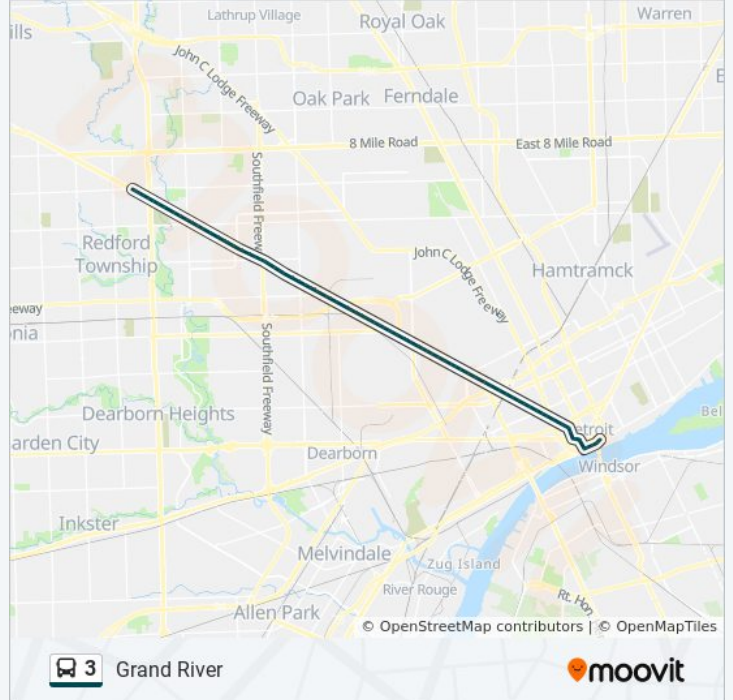 Lathrup Village
Warren
Royal Oak
ills
John C Lodge Freeway
E
Oak Park
Ferndale
8 Mile Road
East 8 Mile Road
Southfield Freeway
Redford
Township
John C Lodge Freeway
Hamtramck
eeway
onia
Southfield Freeway
Dearborn Heights
Bel
etroit
arden City
Dearborn
Windsor
Inkster
Melvindale
Zug Island
River Rouge
Rt. Hon
Allen Park
© OpenStreetMap contributors | © OpenMapTiles
3 Grand River
moovit